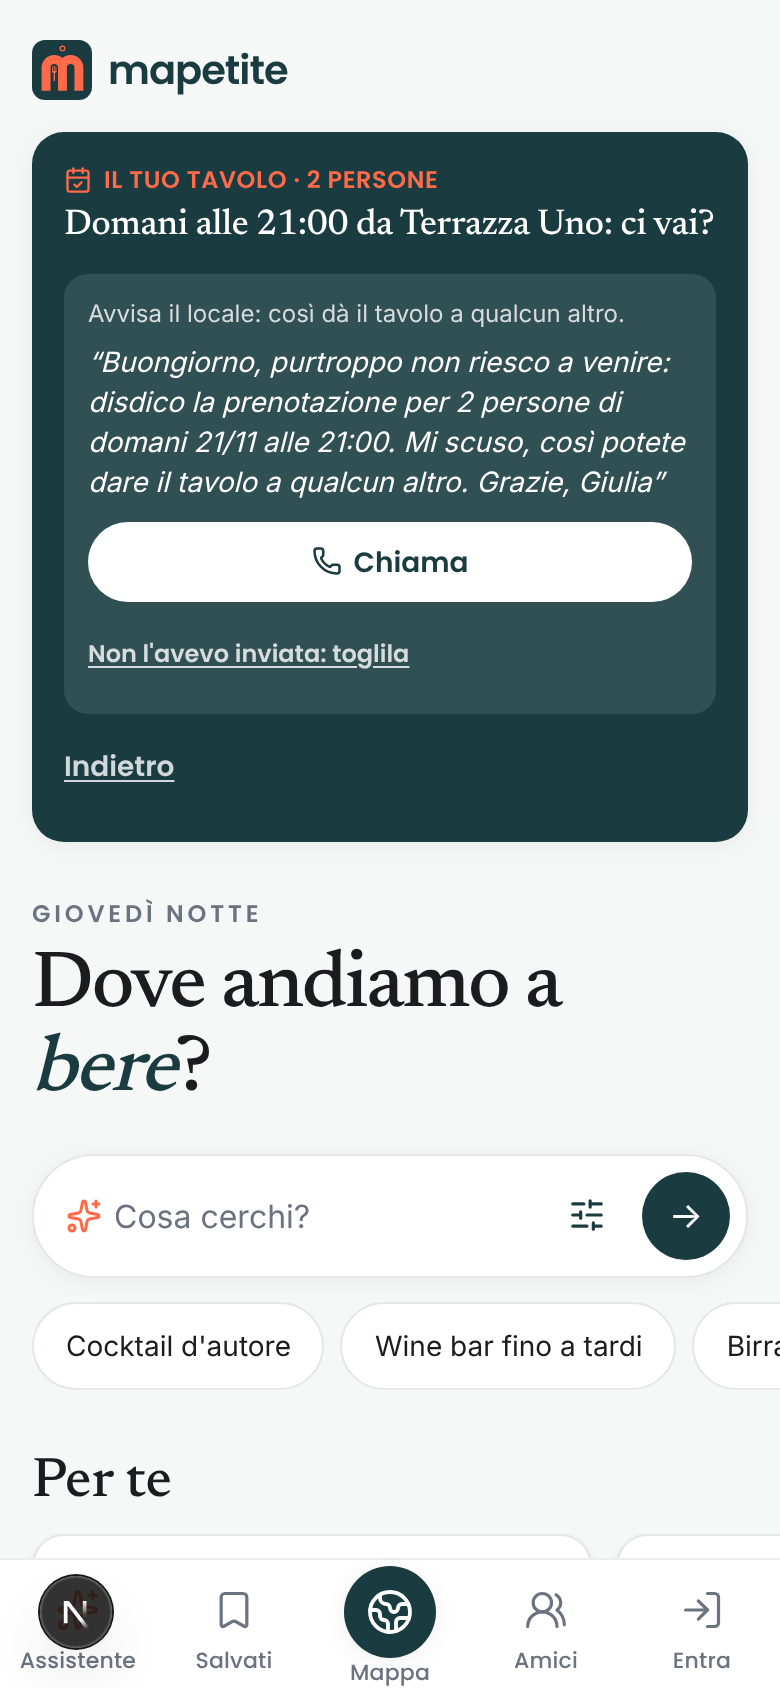 mapetite
IL TUO TAVOLO · 2 PERSONE
Domani alle 21:00 da Terrazza Uno: ci vai?
Avvisa il locale: così dà il tavolo a qualcun altro.
“Buongiorno, purtroppo non riesco a venire:
disdico la prenotazione per 2 persone di
domani 21/11 alle 21:00. Mi scuso, così potete
dare il tavolo a qualcun altro. Grazie, Giulia”
Chiama
Non l'avevo inviata: toglila
Indietro
GIOVEDÌ NOTTE
Dove andiamo a
bere?
Cosa cerchi?
Cocktail d'autore
Wine bar fino a tardi
Birra
Per te
N
Assistente
Salvati
Mappa
Amici
Entra